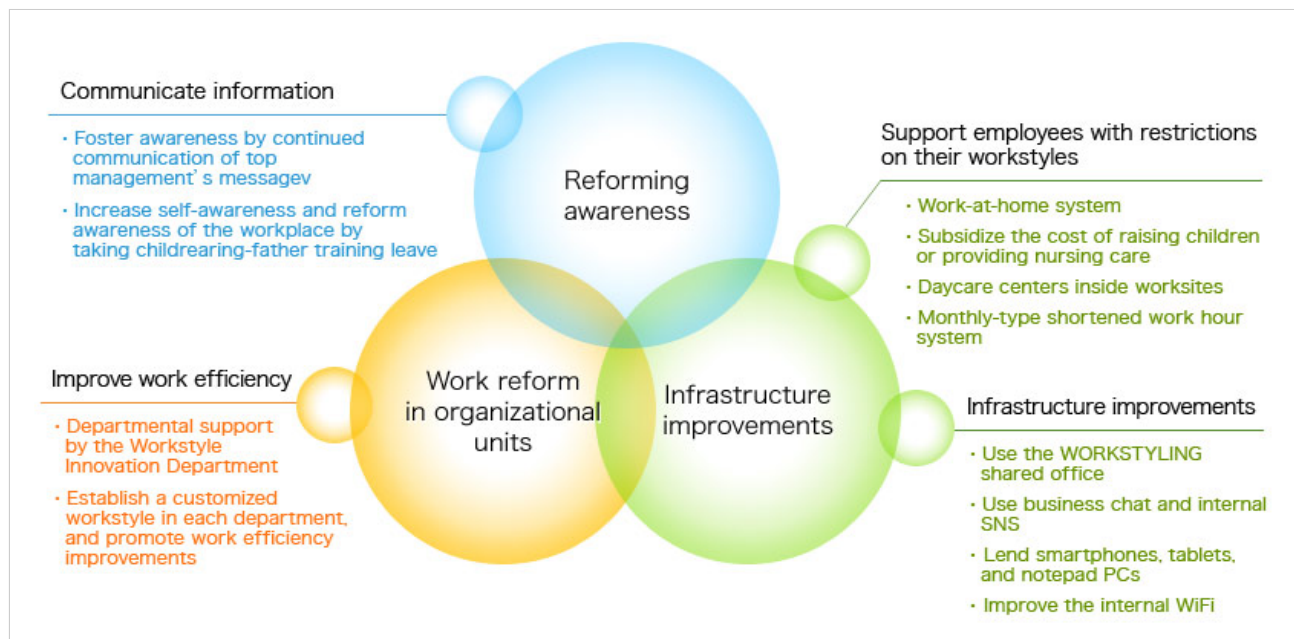 Communicate information
・Foster awareness by continued
communication of top
management's messagev
・Increase self-awareness and reform
awareness of the workplace by
taking childrearing-father training leave
Reforming
awareness
Support employees with restrictions
on their workstyles
・Work-at-home system
・Subsidize the cost of raising children
or providing nursing care
・Daycare centers inside worksites
・Monthly-type shortened work hour
system
Improve work efficiency
・Departmental support
by the Workstyle
Innovation Department
・Establish a customized
workstyle in each department,
and promote work efficiency
improvements
Work reform
in organizational
units
Infrastructure
improvements
Infrastructure improvements
・Use the WORKSTYLING
shared office
・Use business chat and internal
SNS
・Lend smartphones, tablets,
and notepad PCs
・Improve the internal WiFi